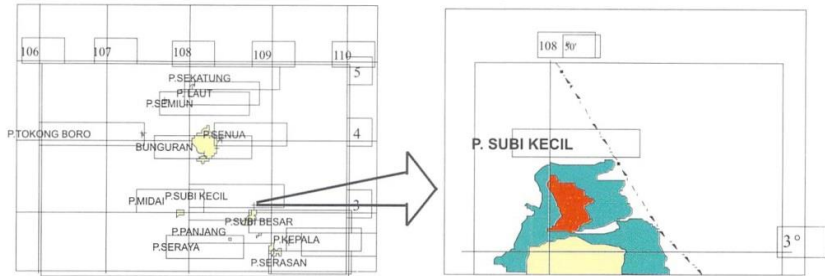 106 107 108 109 110
5
P.SEKATUNG
P.LAUT
P.SEMIUN
P.TOKONG BORO
P.SENUA
4
BUNGURAN
P.MIDAI
P.SUBI KECIL
3
P.SUBI BESAR
P.PANJANG
P.KEPALA
P.SERAYA
P.SERASAN
108 50'
P. SUBI KECIL
3°